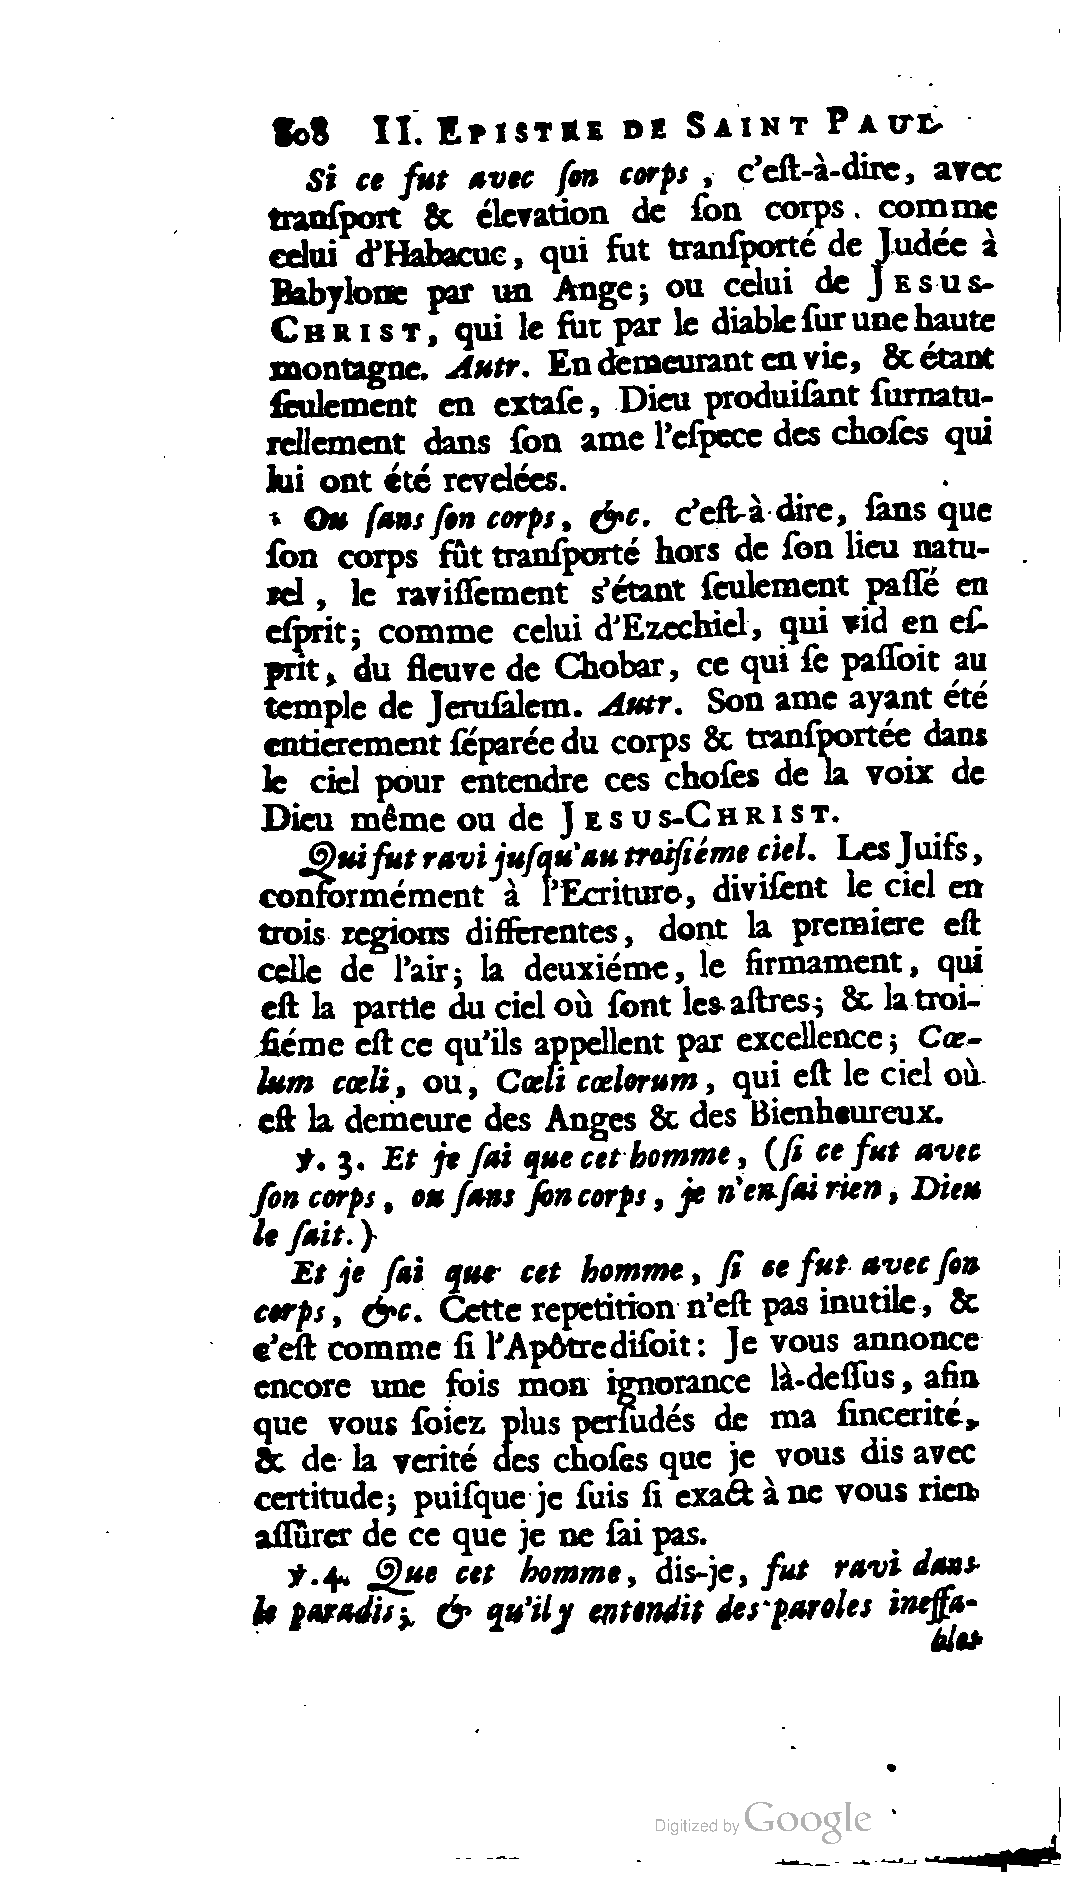 808 II. EPISTRE DE SAINT PAUL
Si ce fut avec ſon corps, c'eſt-à-dire, avec
tranſport & élevation de ſon corps. comme
celui d'Habacuc, qui fut tranſporté de Judée à
Babylone par un Ange; ou celui de JESUS-
CHRIST, qui le fut par le diable ſur une haute
montagne. Autr. En demeurant en vie, & étant
ſeulement en extaſe, Dieu produiſant ſurnatu-
rellement dans ſon ame l'eſpece des choſes qui
lui ont été revelées.
Ou ſans ſon corps, &c. c'eſt-à-dire, ſans que
ſon corps fût tranſporté hors de ſon lieu natu-
rel, le raviſſement s'étant ſeulement paſſé en
eſprit; comme celui d'Ezechiel, qui vid en eſ-
prit, du fleuve de Chobar, ce qui ſe paſſoit au
temple de Jeruſalem. Autr. Son ame ayant été
entierement ſéparée du corps & tranſportée dans
le ciel pour entendre ces choſes de la voix de
Dieu même ou de JESUS-CHRIST.
Qui fut ravi juſqu'au troiſiéme ciel. Les Juifs,
conformément à l'Ecriture, diviſent le ciel en
trois regions differentes, dont la premiere eſt
celle de l'air; la deuxiéme, le firmament, qui
eſt la partie du ciel où ſont les aſtres; & la troi-
ſiéme eſt ce qu'ils appellent par excellence; Cœ-
lum cœli, ou, Cœli cœlorum, qui eſt le ciel où
eſt la demeure des Anges & des Bienheureux.
℣. 3. Et je ſai que cet homme, (ſi ce fut avec
ſon corps, ou ſans ſon corps, je n'en ſai rien, Dieu
le ſait.)
Et je ſai que cet homme, ſi ce fut avec ſon
corps, &c. Cette repetition n'eſt pas inutile, &
c'eſt comme ſi l'Apôtre diſoit: Je vous annonce
encore une fois mon ignorance là-deſſus, afin
que vous ſoiez plus perſudés de ma ſincerité,
& de la verité des choſes que je vous dis avec
certitude; puiſque je ſuis ſi exact à ne vous rien
aſſûrer de ce que je ne ſai pas.
℣. 4. Que cet homme, dis-je, fut ravi dans
le paradis; & qu'il y entendit des paroles ineffa-
bles
Digitized by Google